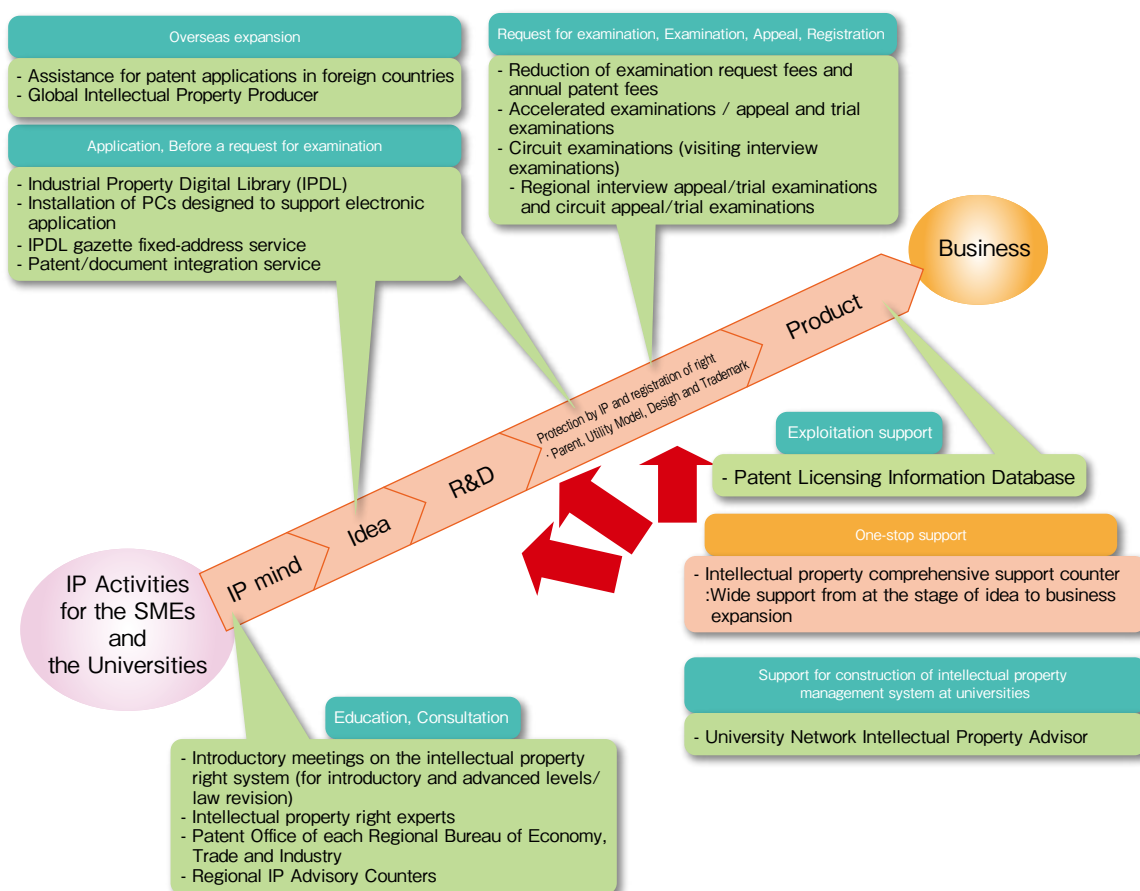 Overseas expansion
- Assistance for patent applications in foreign countries
- Global Intellectual Property Producer
Application, Before a request for examination
- Industrial Property Digital Library (IPDL)
- Installation of PCs designed to support electronic
application
- IPDL gazette fixed-address service
- Patent/document integration service
Request for examination, Examination, Appeal, Registration
- Reduction of examination request fees and
annual patent fees
- Accelerated examinations / appeal and trial
examinations
- Circuit examinations (visiting interview
examinations)
- Regional interview appeal/trial examinations
and circuit appeal/trial examinations
Business
Product
Protection by IP and registration of right
- Parent, Utility Model, Desigh and Trademark
R&D
Idea
IP mind
IP Activities
for the SMEs
and
the Universities
Exploitation support
- Patent Licensing Information Database
One-stop support
- Intellectual property comprehensive support counter
:Wide support from at the stage of idea to business
expansion
Support for construction of intellectual property
management system at universities
- University Network Intellectual Property Advisor
Education, Consultation
- Introductory meetings on the intellectual property
right system (for introductory and advanced levels/
law revision)
- Intellectual property right experts
- Patent Office of each Regional Bureau of Economy,
Trade and Industry
- Regional IP Advisory Counters